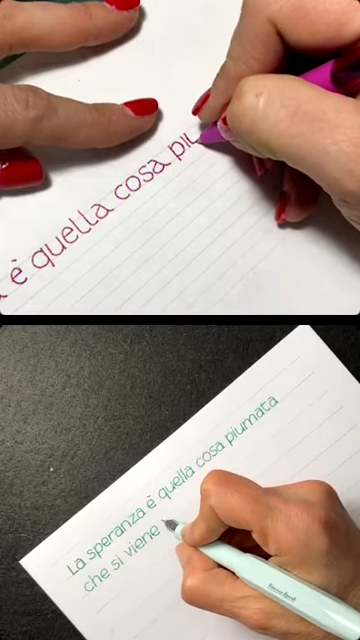 è quella cosa piu
La speranza è quella cosa piumata
che si viene